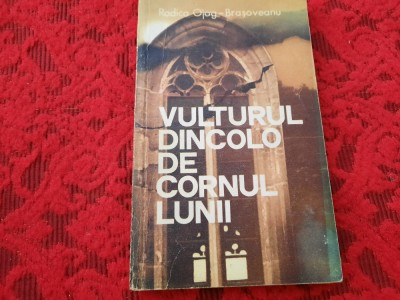 Rodica Ojog-Brașoveanu
VULTURUL
DINCOLO
DE
CORNUL
LUNII